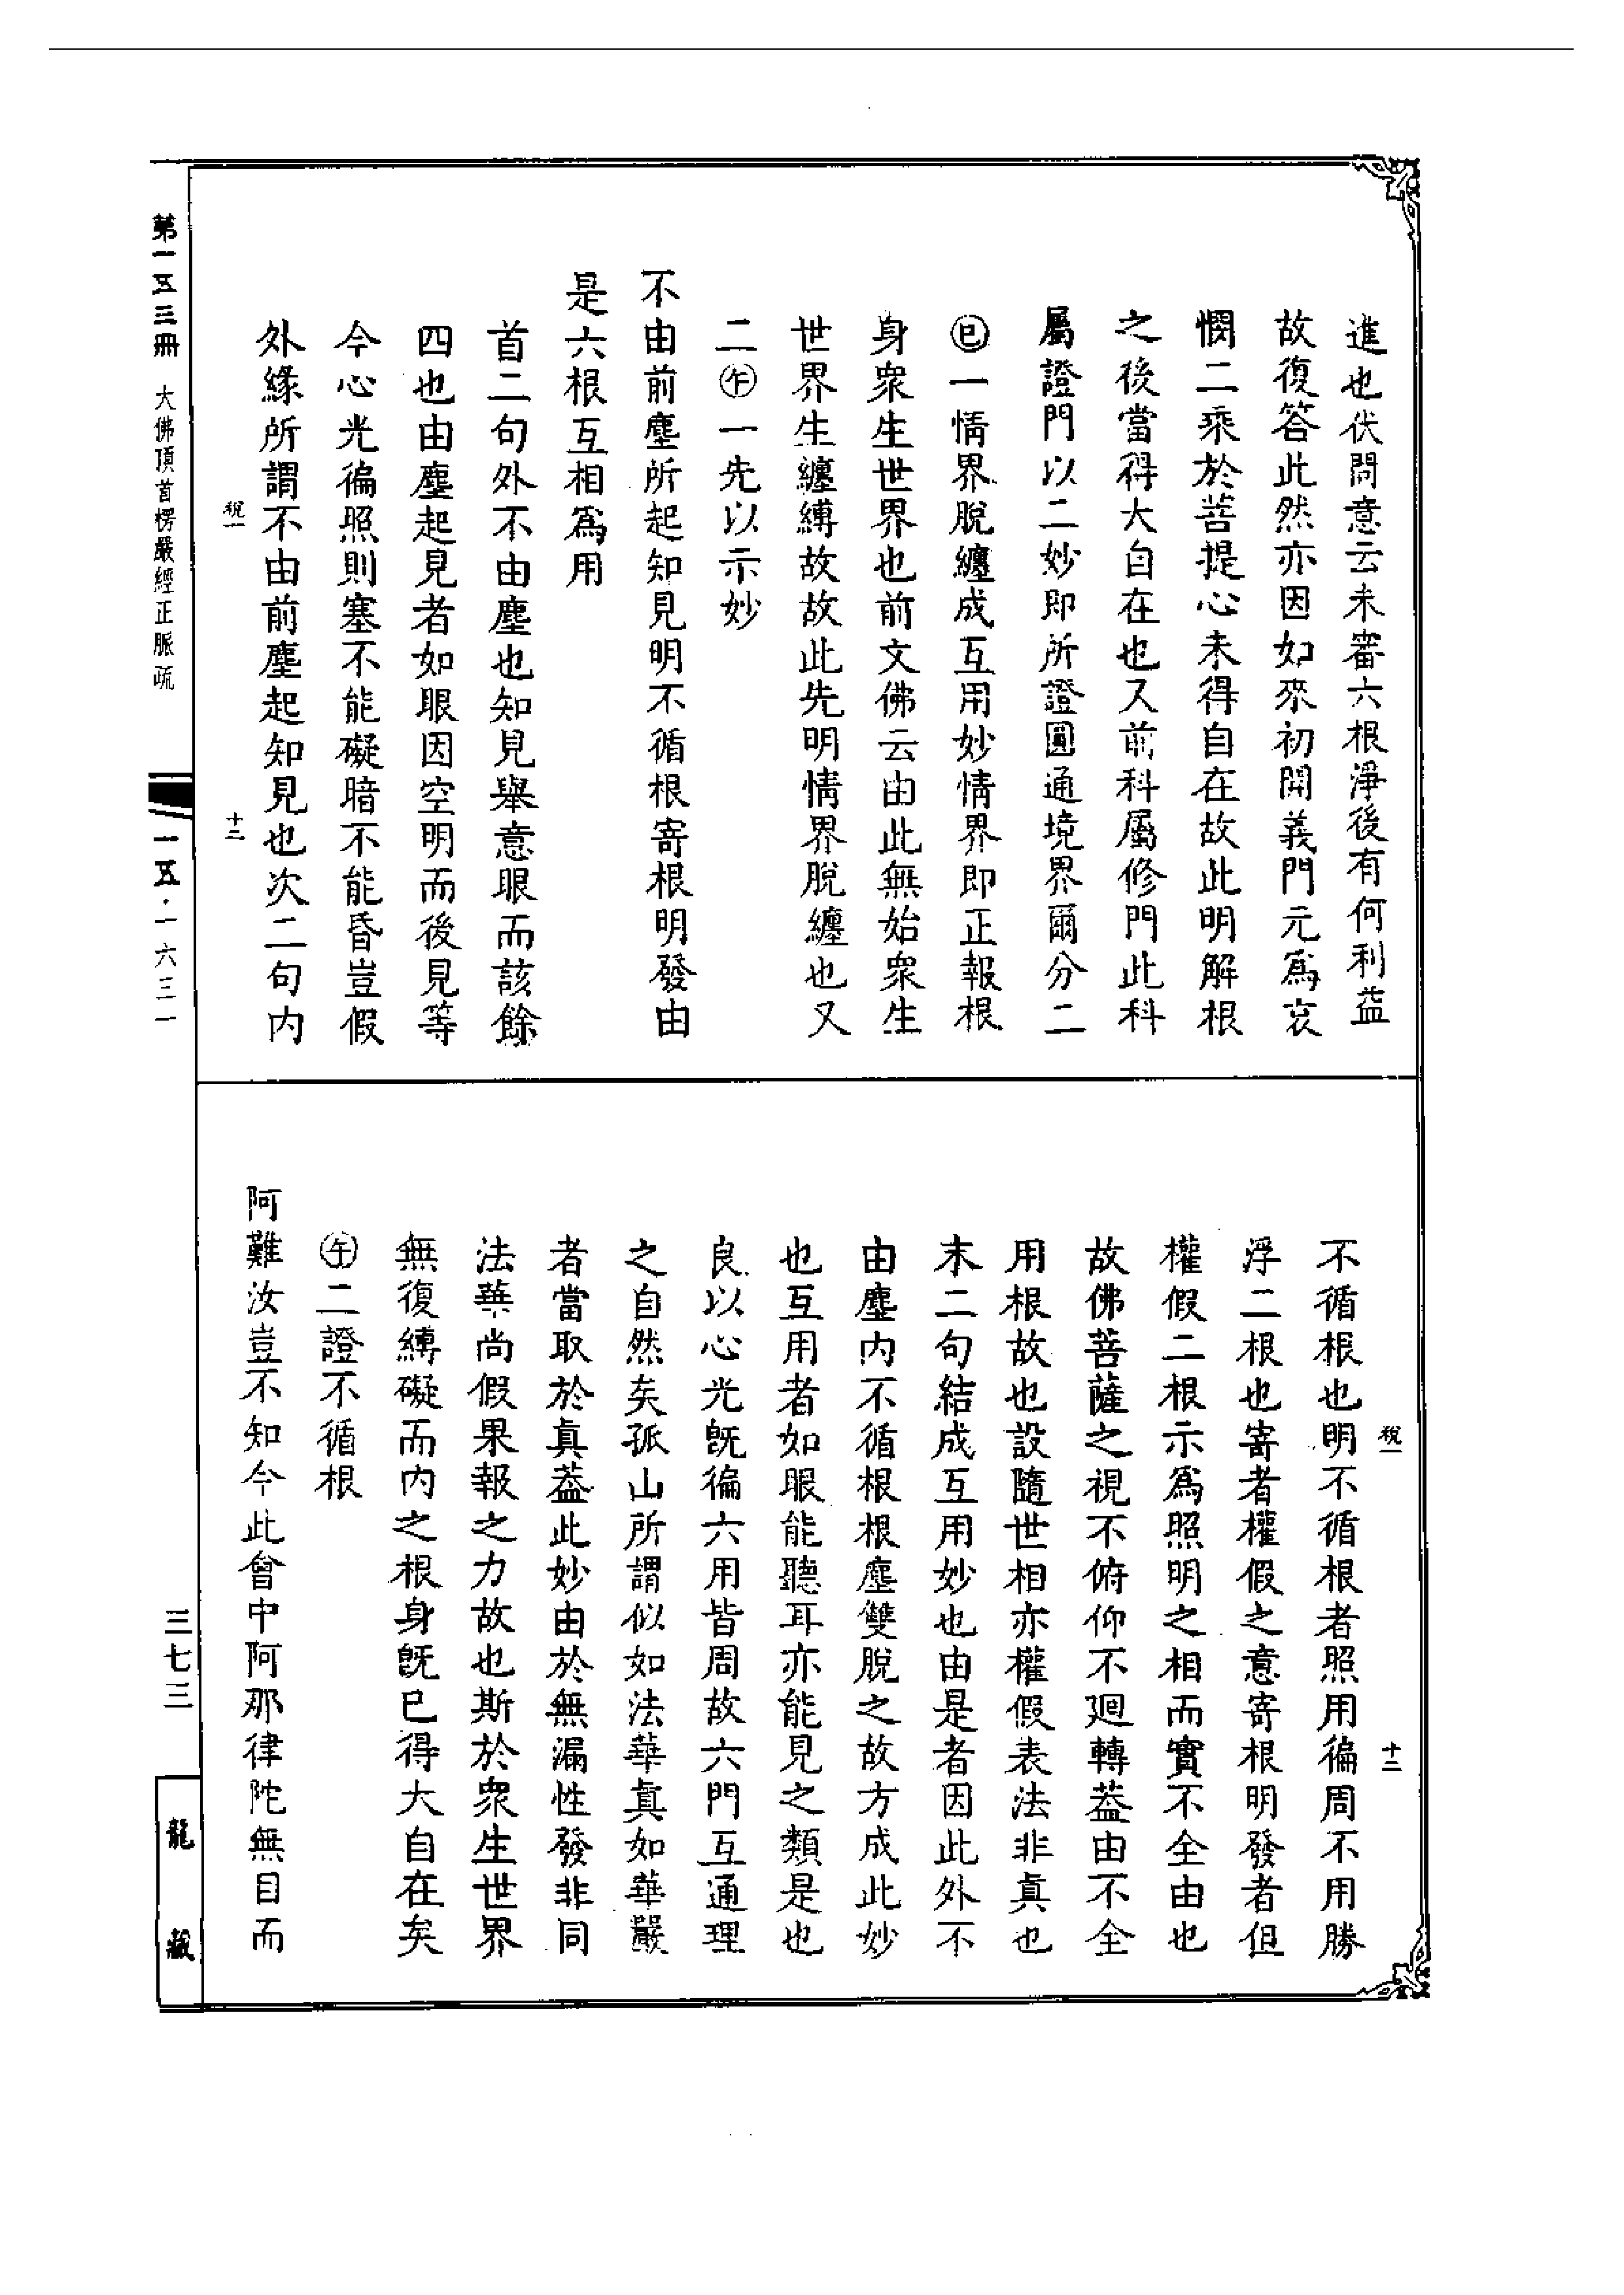 進也伏問意云未審六根淨後有何利益
故復答此然亦因如來初開義門元爲哀
憫二乘於菩提心未得自在故此明解根
之後當得大自在也又前科屬修門此科
屬證門以二妙即所證圓通境界爾分二
㊁一情界脫纏成互用妙情界即正報根
身衆生世界也前文佛云由此無始衆生
世界生纏縛故故此先明情界脫纏也又
二㊍一先以示妙
不由前塵所起知見明不循根寄根明發由
是六根互相爲用
首二句外不由塵也知見舉意眼而該餘
四也由塵起見者如眼因空明而後見等
今心光徧照則塞不能礙暗不能昏豈假
外緣所謂不由前塵起知見也次二句内
稅一
十二
不循根也明不循根者照用徧周不用勝
浮二根也寄者權假之意寄根明發者但
權假二根示爲照明之相而實不全由也
故佛菩薩之視不俯仰不迴轉葢由不全
用根故也設隨世相亦權假表法非真也
末二句結成互用妙也由是者因此外不
由塵内不循根根塵雙脫之故方成此妙
也互用者如眼能聽耳亦能見之類是也
良以心光旣徧六用皆周故六門互通理
之自然矣孤山所謂似如法華真如華嚴
者當取於真葢此妙由於無漏性發非同
法華尚假果報之力故也斯於衆生世界
無復縛礙而内之根身旣已得大自在矣
㊍二證不循根
阿難汝豈不知今此會中阿那律陀無目而
稅一
十三
第一五三冊 大佛頂首楞嚴經正脈疏
一五·一六三一
三七三
龍藏